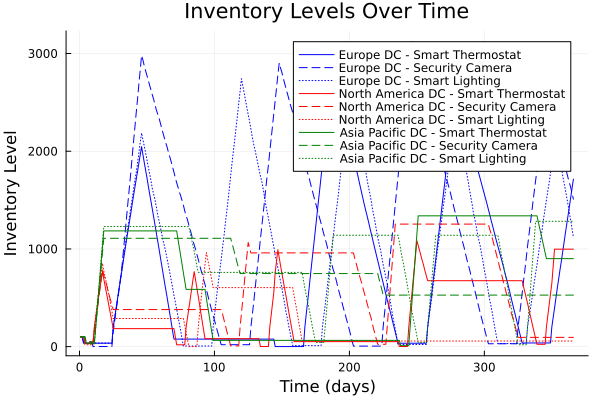 Inventory Levels Over Time
Inventory Level
3000
2000
1000
0
Europe DC - Smart Thermostat
Europe DC - Security Camera
Europe DC - Smart Lighting
North America DC - Smart Thermostat
North America DC - Security Camera
North America DC - Smart Lighting
Asia Pacific DC - Smart Thermostat
Asia Pacific DC - Security Camera
Asia Pacific DC - Smart Lighting
0 100 200 300
Time (days)